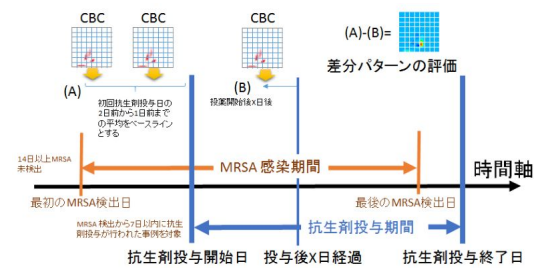 CBC
CBC
CBC
(A)-(B)=
差分パターンの評価
(A)
初回抗生剤投与日の
2日前から1日前まで
の平均をベースライン
とする
(B)
投薬開始後X日後
14日以上MRSA
未検出
MRSA 感染期間
時間軸
最初のMRSA検出日
最後のMRSA検出日
MRSA 検出から7日以内に抗生
剤投与が行われた事例を対象
抗生剤投与期間
抗生剤投与開始日
投与後X日経過
抗生剤投与終了日